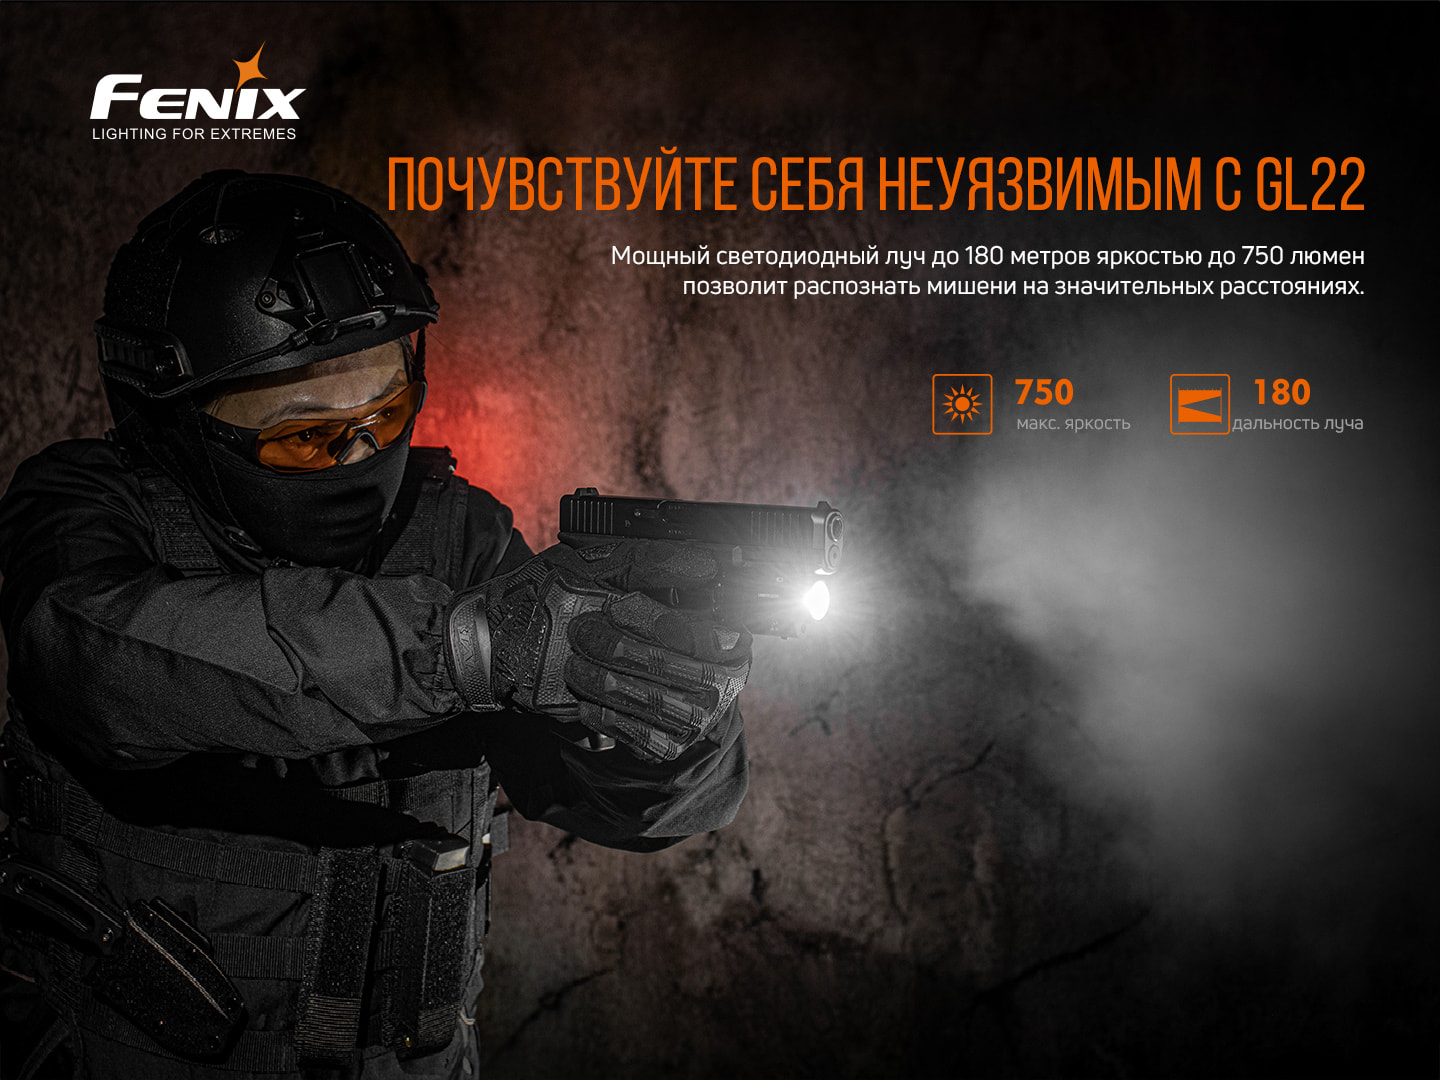 FENIX
LIGHTING FOR EXTREMES
ПОЧУВСТВУЙТЕ СЕБЯ НЕУЯЗВИМЫМ С GL22
Мощный светодиодный луч до 180 метров яркостью до 750 люмен
позволит распознать мишени на значительных расстояниях.
750
макс. яркость
180
дальность луча